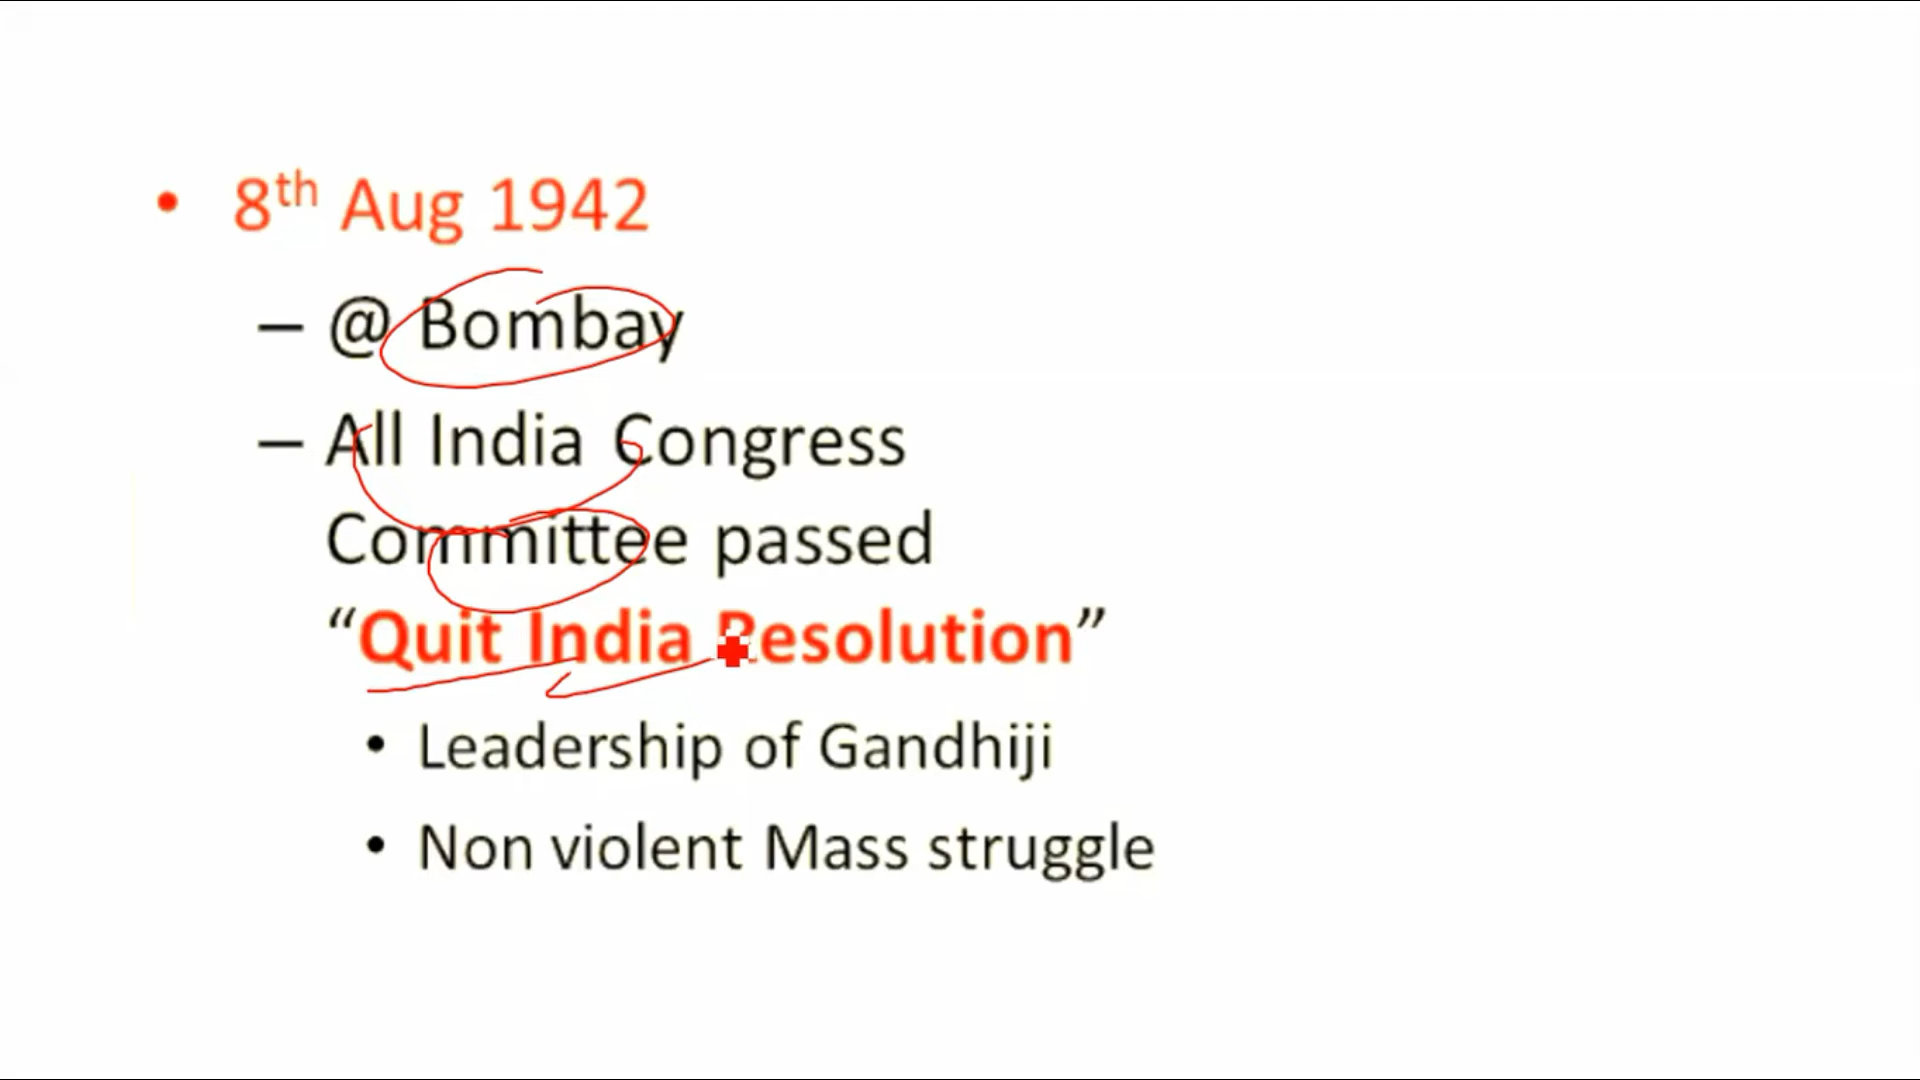 • 8th Aug 1942
– @ Bombay
– All India Congress
Committee passed
“Quit India Resolution”
• Leadership of Gandhiji
• Non violent Mass struggle